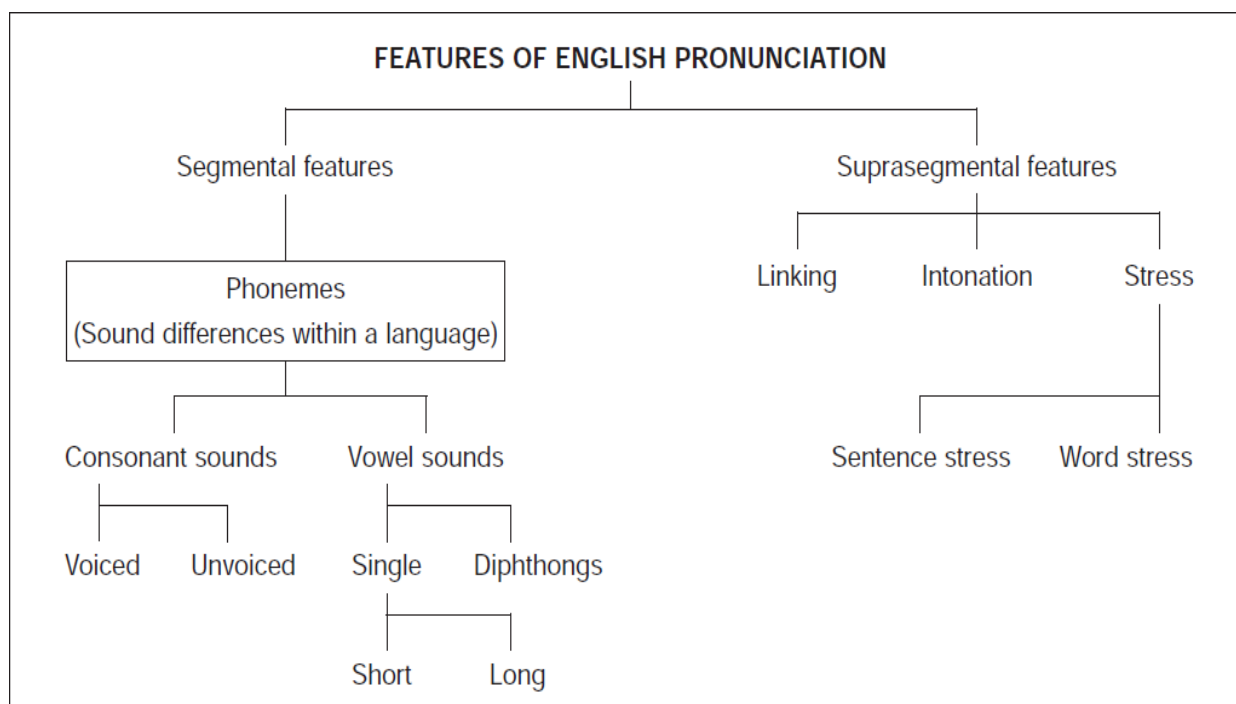 FEATURES OF ENGLISH PRONUNCIATION
Segmental features
Suprasegmental features
Phonemes
(Sound differences within a language)
Linking
Intonation
Stress
Consonant sounds
Vowel sounds
Sentence stress
Word stress
Voiced
Unvoiced
Single
Diphthongs
Short
Long